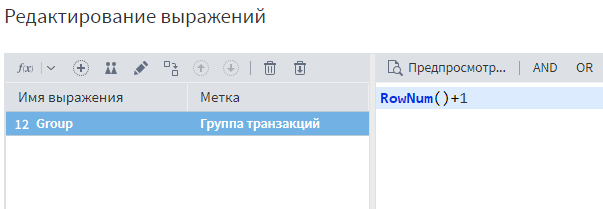 Редактирование выражений
f(x) Предпросмотр... AND OR
Имя выражения Метка
RowNum()+1
12 Group Группа транзакций